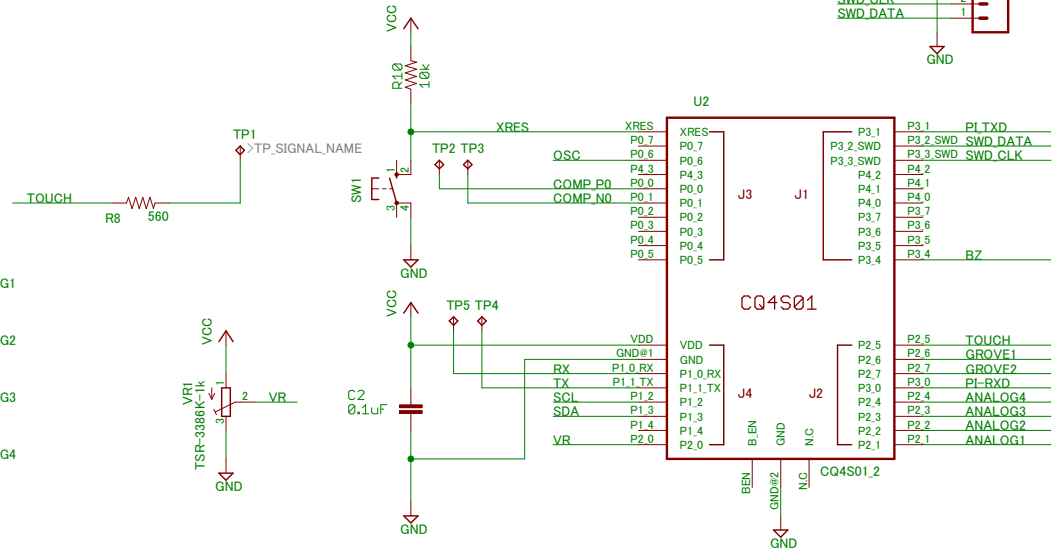 SWD_CLK 2
SWD_DATA 1
GND
VCC
R10
10k
U2
XRES
TP1
>TP_SIGNAL_NAME
TP2 TP3
SW1
1
2
3
4
GND
TOUCH
R8
560
G1
G2
G3
G4
VCC
VR1
TSR-3386K-1k
1
2
3
VR
GND
VCC
TP5 TP4
C2
0.1uF
GND
XRES XRES
P0_7 P0_7
OSC P0_6 P0_6
P4_3 P4_3
COMP_P0 P0_0 P0_0
COMP_N0 P0_1 P0_1
P0_2 P0_2
P0_3 P0_3
P0_4 P0_4
P0_5 P0_5
J3
J1
P3_1 P3_1 PI_TXD
P3_2_SWD P3_2_SWD SWD_DATA
P3_3_SWD P3_3_SWD SWD_CLK
P4_2 P4_2
P4_1 P4_1
P4_0 P4_0
P3_7 P3_7
P3_6 P3_6
P3_5 P3_5
P3_4 P3_4 BZ
CQ4S01
VDD VDD
GND@1 GND
RX P1_0_RX P1_0_RX
TX P1_1_TX P1_1_TX
SCL P1_2 P1_2
SDA P1_3 P1_3
P1_4 P1_4
VR P2_0 P2_0
J4
J2
P2_5 P2_5 TOUCH
P2_6 P2_6 GROVE1
P2_7 P2_7 GROVE2
P3_0 P3_0 PI-RXD
P2_4 P2_4 ANALOG4
P2_3 P2_3 ANALOG3
P2_2 P2_2 ANALOG2
P2_1 P2_1 ANALOG1
B_EN
GND
N.C
BEN
GND@2
N.C
CQ4S01_2
GND